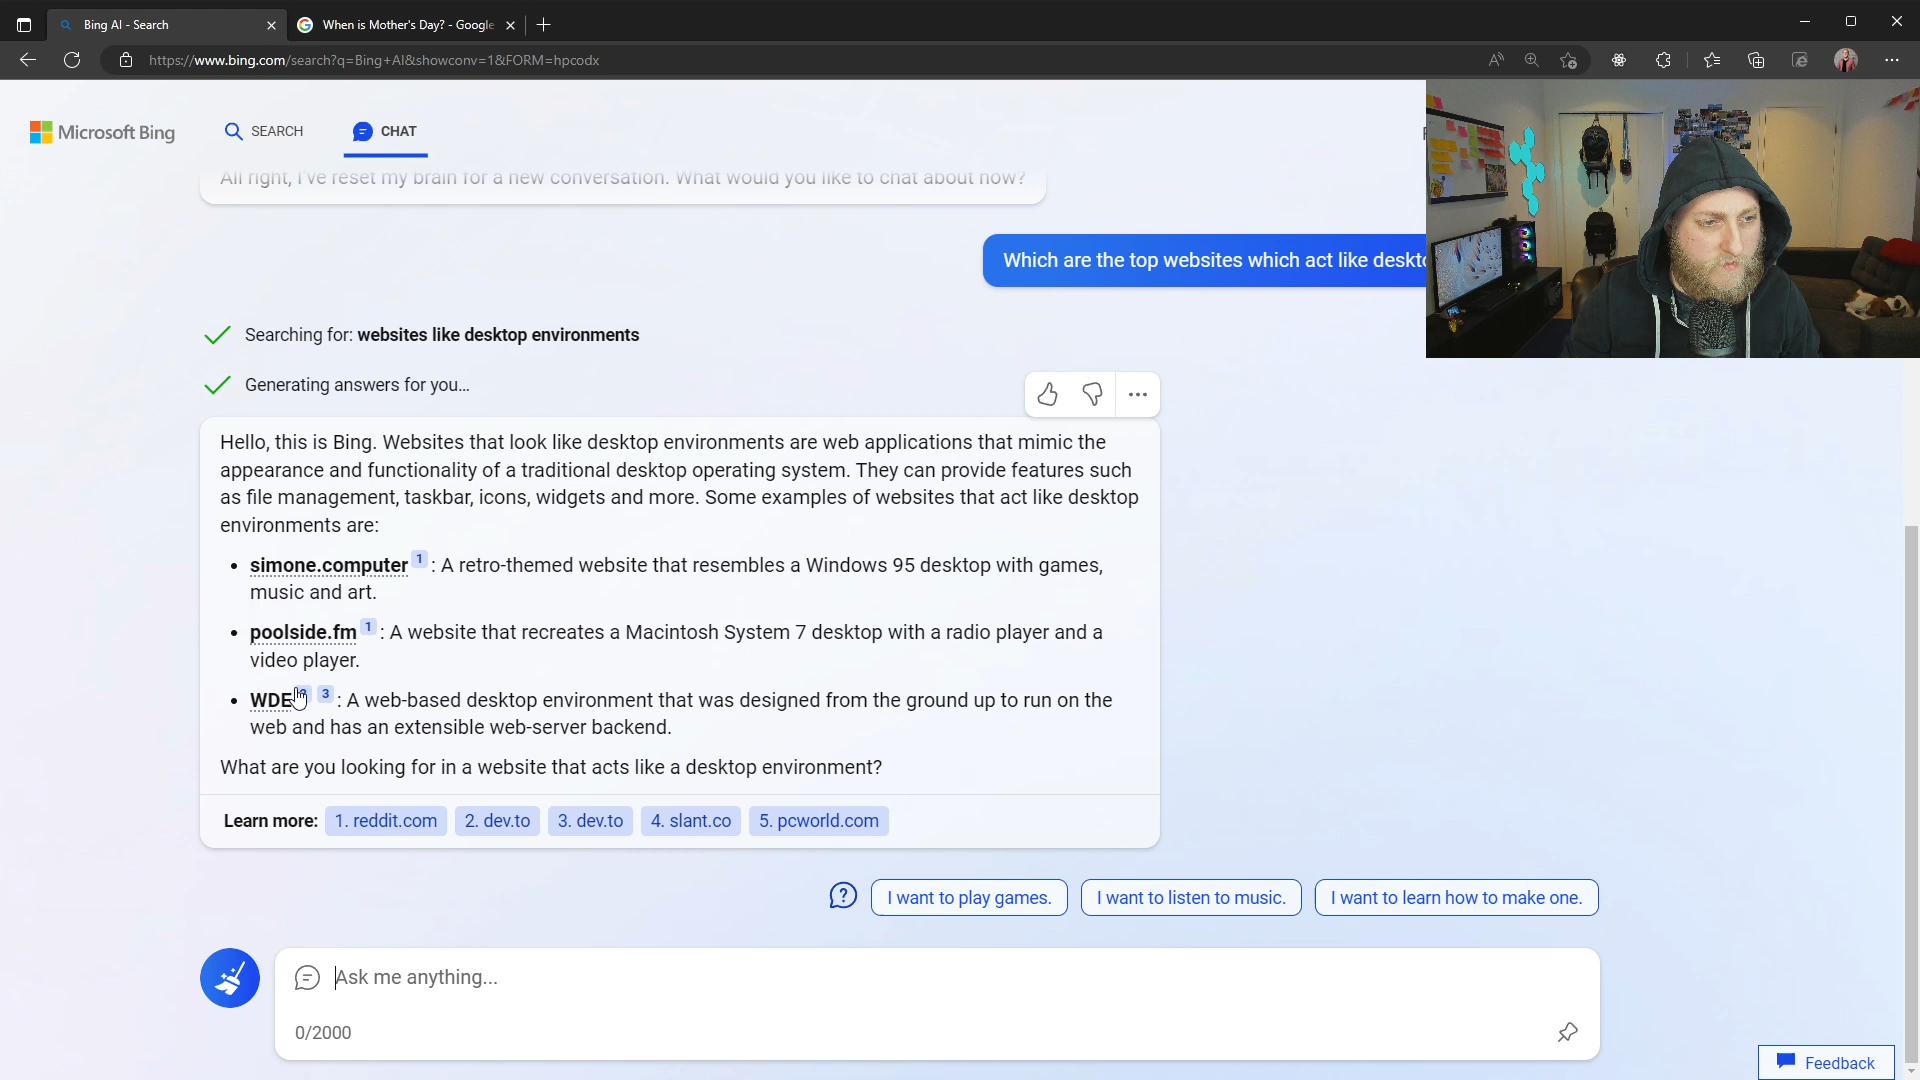 Bing AI - Search
When is Mother's Day? - Google
https://www.bing.com/search?q=Bing+AI&showconv=1&FORM=hpcodx
Microsoft Bing
SEARCH
CHAT
All right, I've reset my brain for a new conversation. What would you like to chat about now?
Which are the top websites which act like deskto
Searching for: websites like desktop environments
Generating answers for you...
Hello, this is Bing. Websites that look like desktop environments are web applications that mimic the
appearance and functionality of a traditional desktop operating system. They can provide features such
as file management, taskbar, icons, widgets and more. Some examples of websites that act like desktop
environments are:
• simone.computer 1 : A retro-themed website that resembles a Windows 95 desktop with games,
music and art.
• poolside.fm 1 : A website that recreates a Macintosh System 7 desktop with a radio player and a
video player.
• WDE 3 : A web-based desktop environment that was designed from the ground up to run on the
web and has an extensible web-server backend.
What are you looking for in a website that acts like a desktop environment?
Learn more: 1. reddit.com 2. dev.to 3. dev.to 4. slant.co 5. pcworld.com
I want to play games. I want to listen to music. I want to learn how to make one.
Ask me anything...
0/2000
Feedback